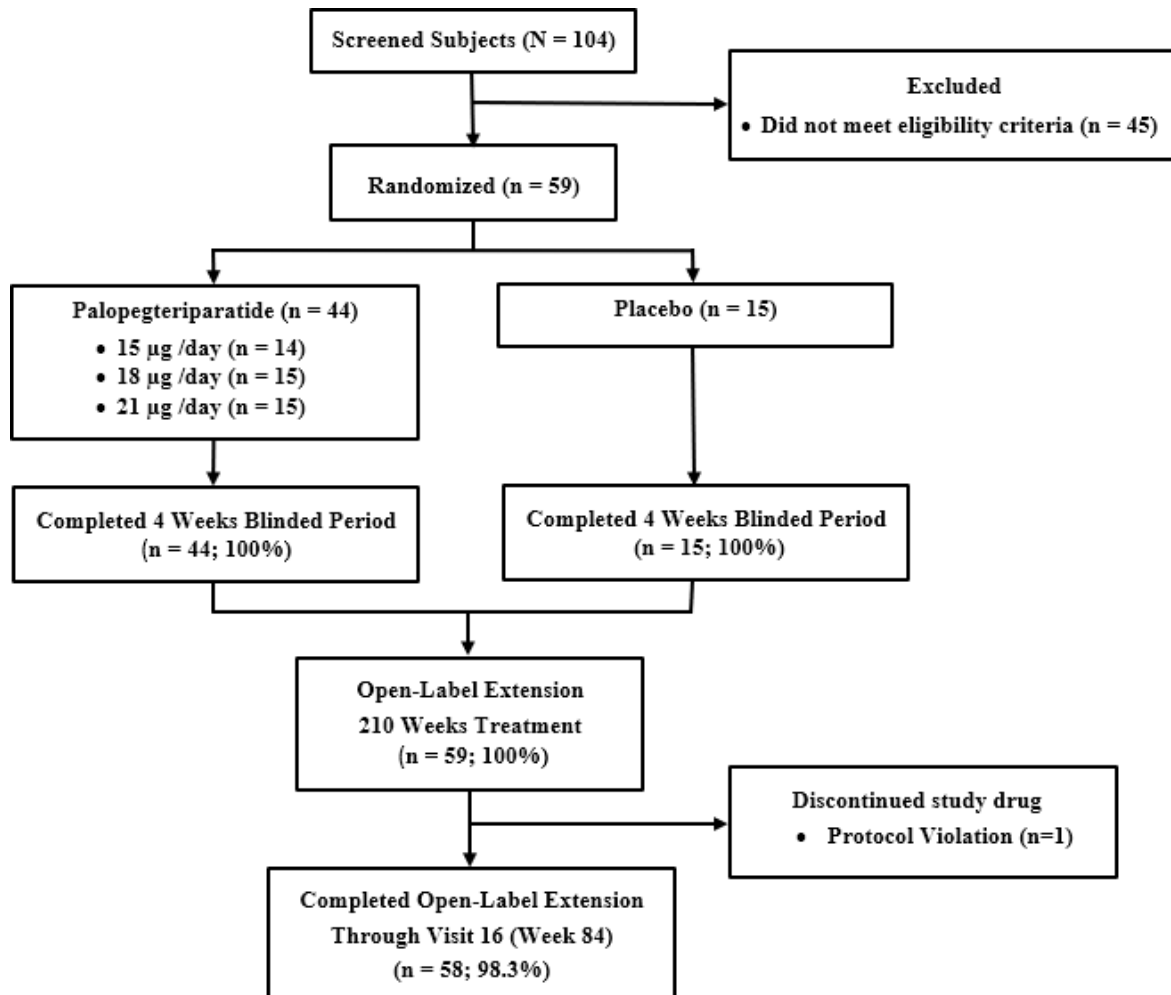 Screened Subjects (N = 104)
Excluded
• Did not meet eligibility criteria (n = 45)
Randomized (n = 59)
Palopegteriparatide (n = 44)
• 15 µg /day (n = 14)
• 18 µg /day (n = 15)
• 21 µg /day (n = 15)
Placebo (n = 15)
Completed 4 Weeks Blinded Period
(n = 44; 100%)
Completed 4 Weeks Blinded Period
(n = 15; 100%)
Open-Label Extension
210 Weeks Treatment
(n = 59; 100%)
Discontinued study drug
• Protocol Violation (n=1)
Completed Open-Label Extension
Through Visit 16 (Week 84)
(n = 58; 98.3%)